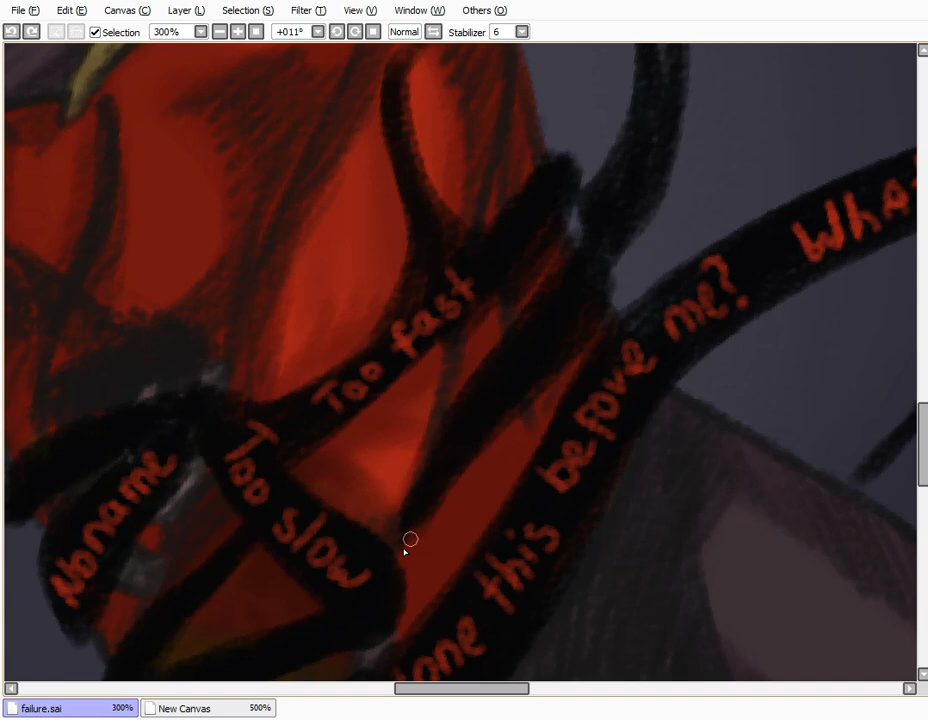 File (F) Edit (E) Canvas (C) Layer (L) Selection (S) Filter (T) View (V) Window (W) Others (O)
Selection 300% +011° Normal Stabilizer 6
Who
before me?
Too fast
Too slow
Noname
one this
failure.sai 300% New Canvas 500%